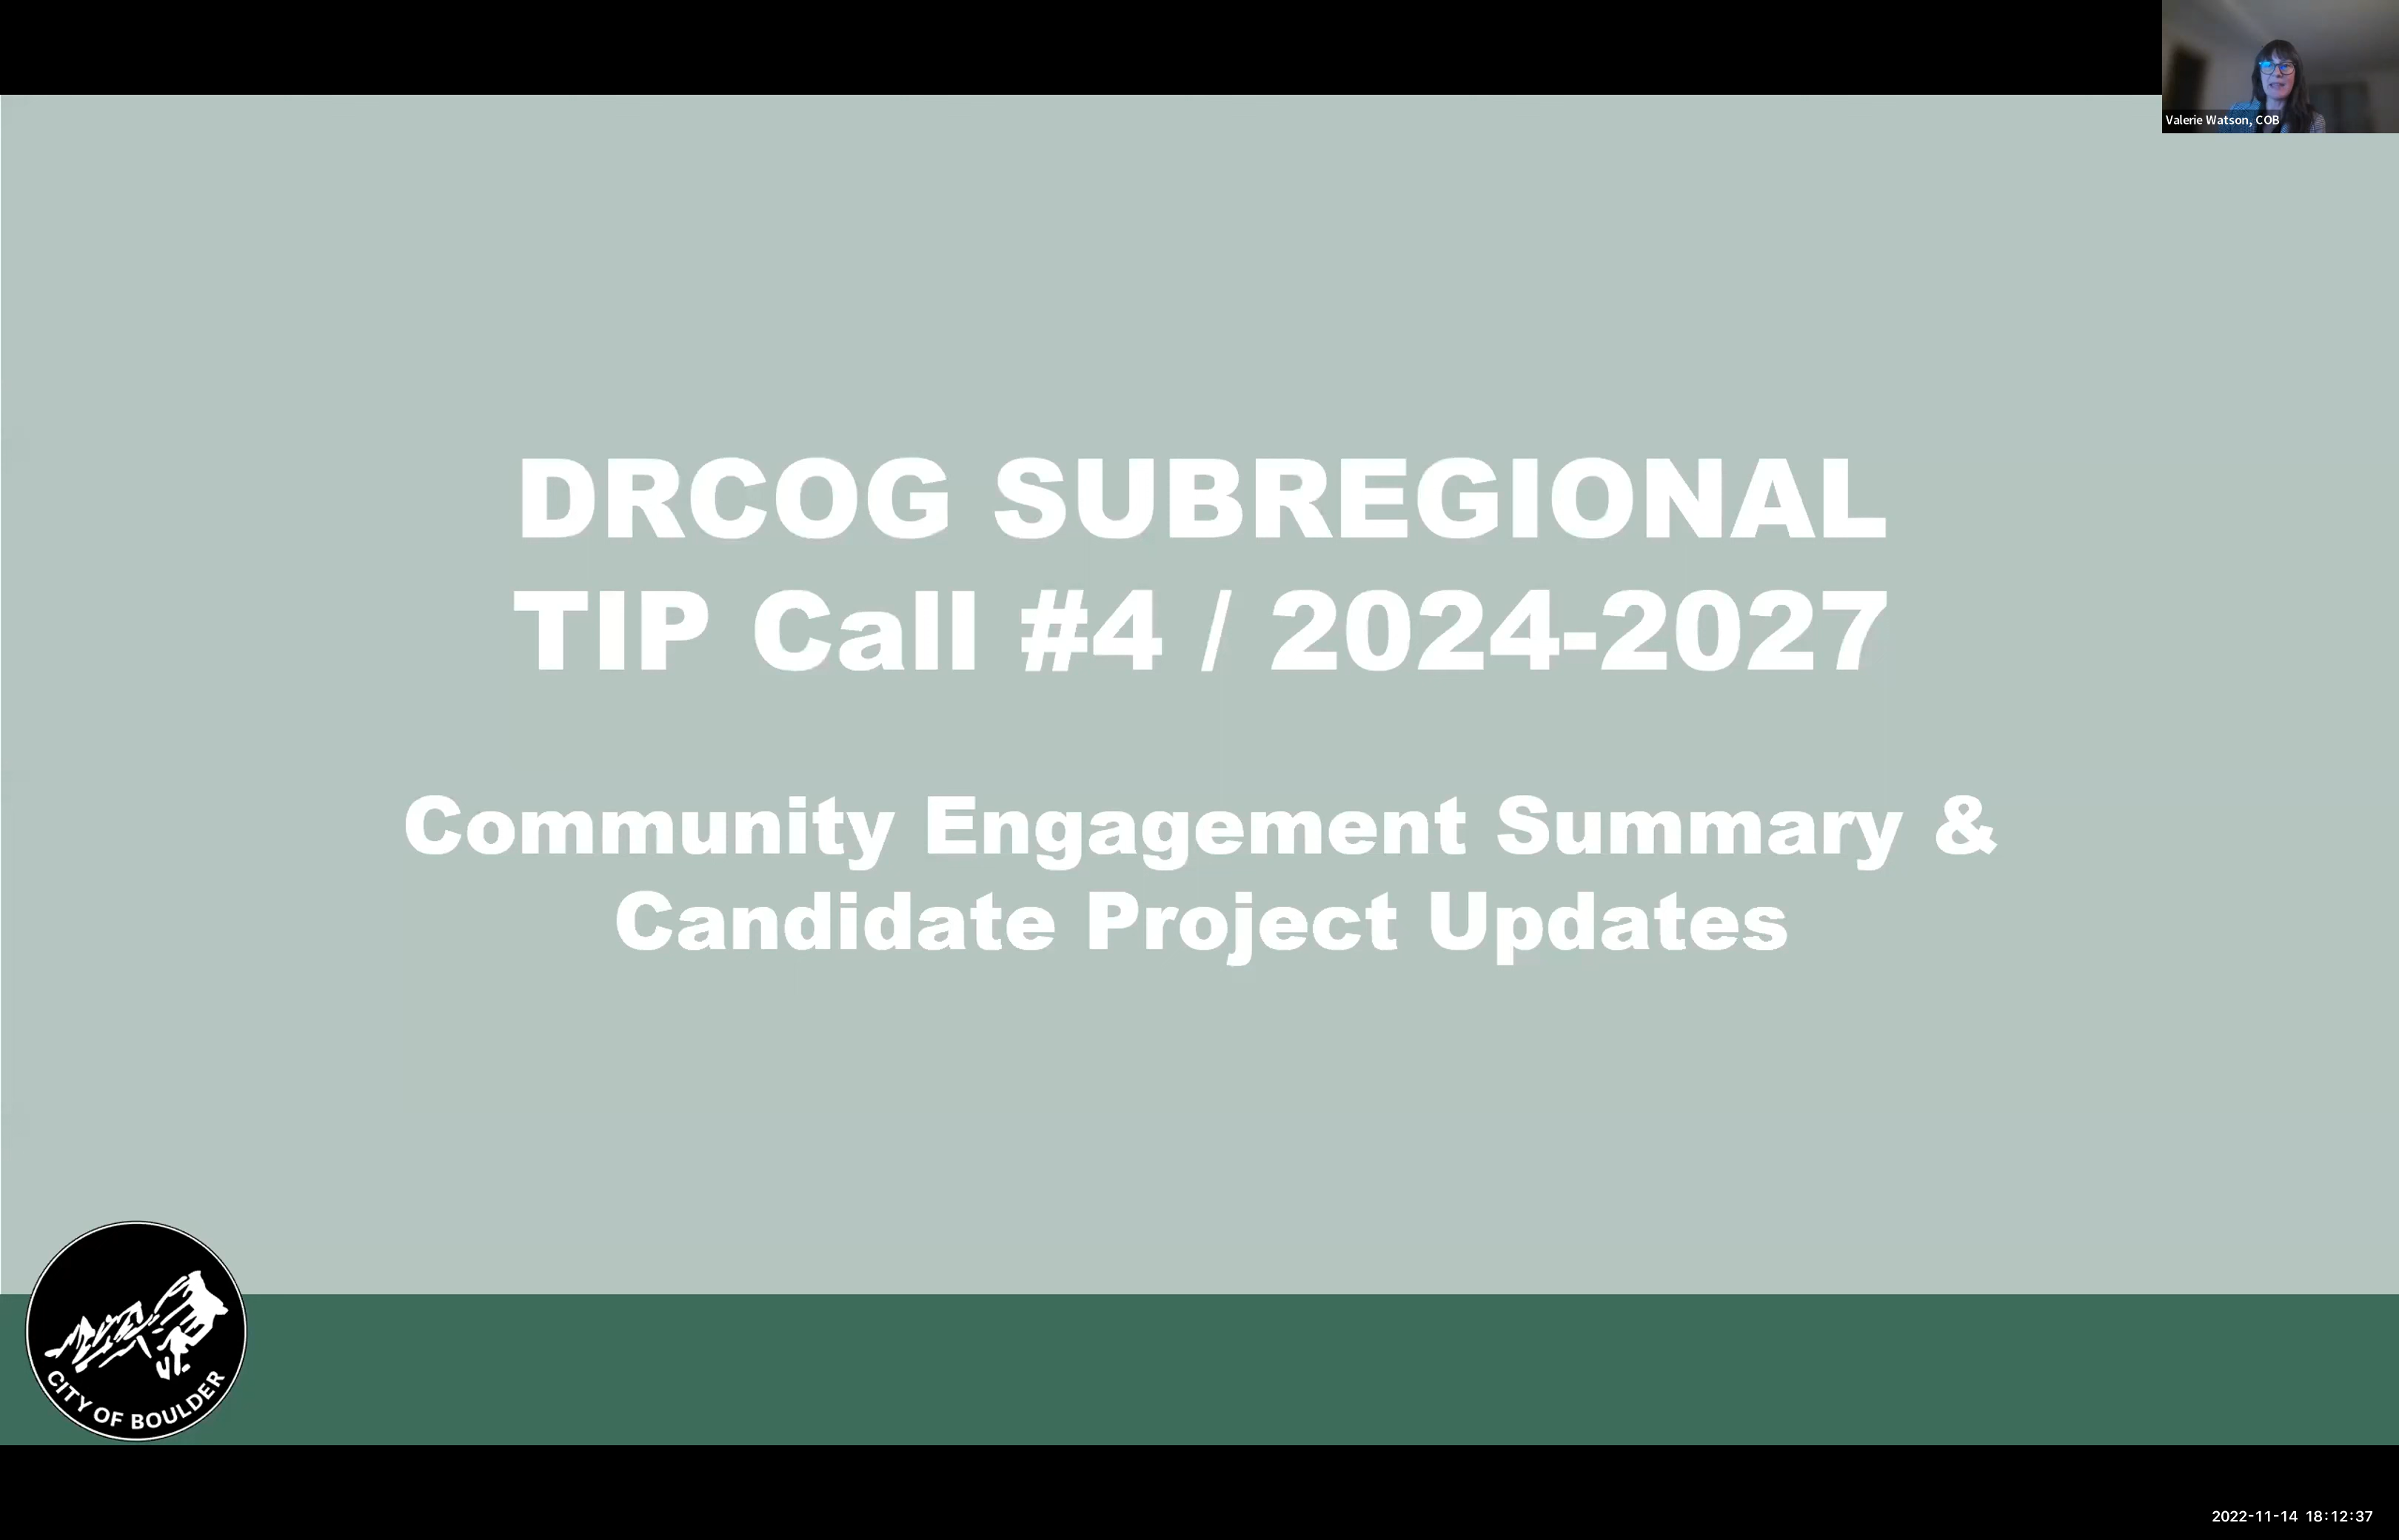 Valerie Watson, COB
DRCOG SUBREGIONAL
TIP Call #4 / 2024-2027
Community Engagement Summary &
Candidate Project Updates
CITY OF BOULDER
2022-11-14 18:12:37